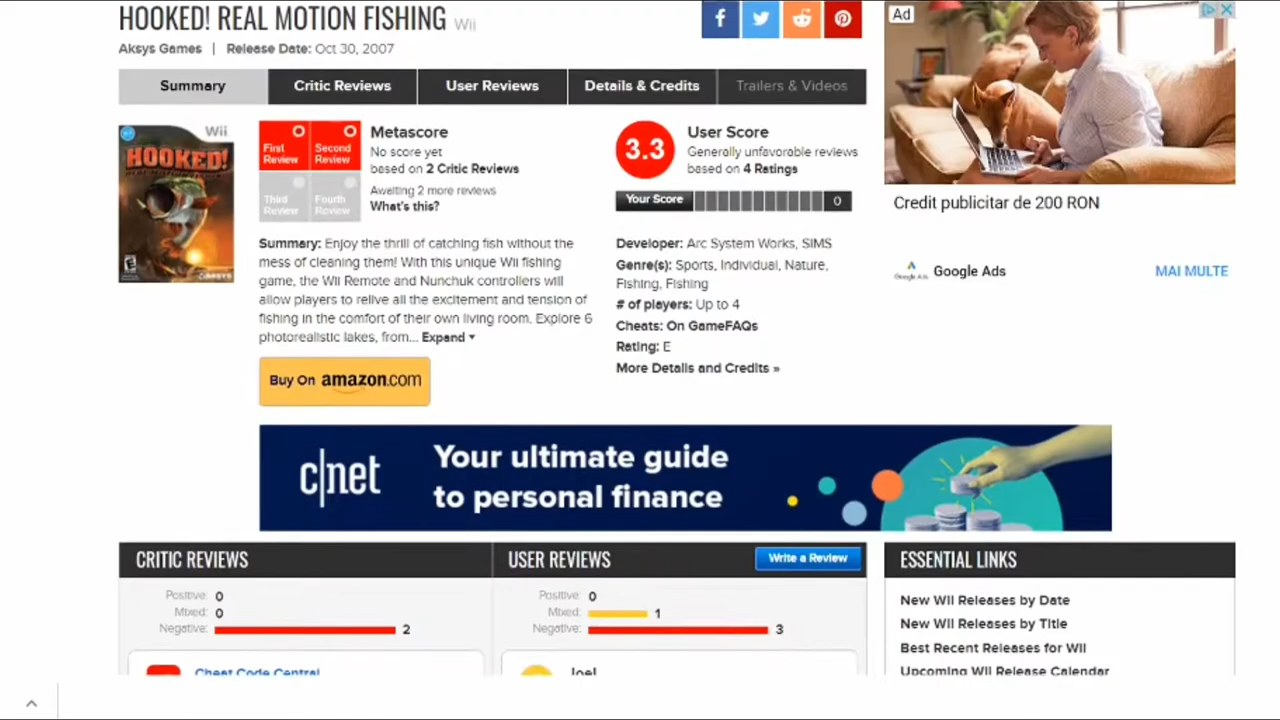 HOOKED! REAL MOTION FISHING Wii
Aksys Games | Release Date: Oct 30, 2007
Summary
Critic Reviews
User Reviews
Details & Credits
Trailers & Videos
Wii
HOOKED!
First Review
Second Review
Third Review
Fourth Review
Metascore
No score yet
based on 2 Critic Reviews
Awaiting 2 more reviews
What's this?
Summary: Enjoy the thrill of catching fish without the
mess of cleaning them! With this unique Wii fishing
game, the Wii Remote and Nunchuk controllers will
allow players to relive all the excitement and tension of
fishing in the comfort of their own living room. Explore 6
photorealistic lakes, from... Expand
Buy On amazon.com
3.3
User Score
Generally unfavorable reviews
based on 4 Ratings
Your Score 0
Developer: Arc System Works, SIMS
Genre(s): Sports, Individual, Nature,
Fishing, Fishing
# of players: Up to 4
Cheats: On GameFAQs
Rating: E
More Details and Credits »
Ad
Credit publicitar de 200 RON
Google Ads
Google Ads
MAI MULTE
c|net
Your ultimate guide
to personal finance
CRITIC REVIEWS
Positive: 0
Mixed: 0
Negative: 2
Cheat Code Central
USER REVIEWS
Write a Review
Positive: 0
Mixed: 1
Negative: 3
Joel
ESSENTIAL LINKS
New Wii Releases by Date
New Wii Releases by Title
Best Recent Releases for Wii
Upcoming Wii Release Calendar